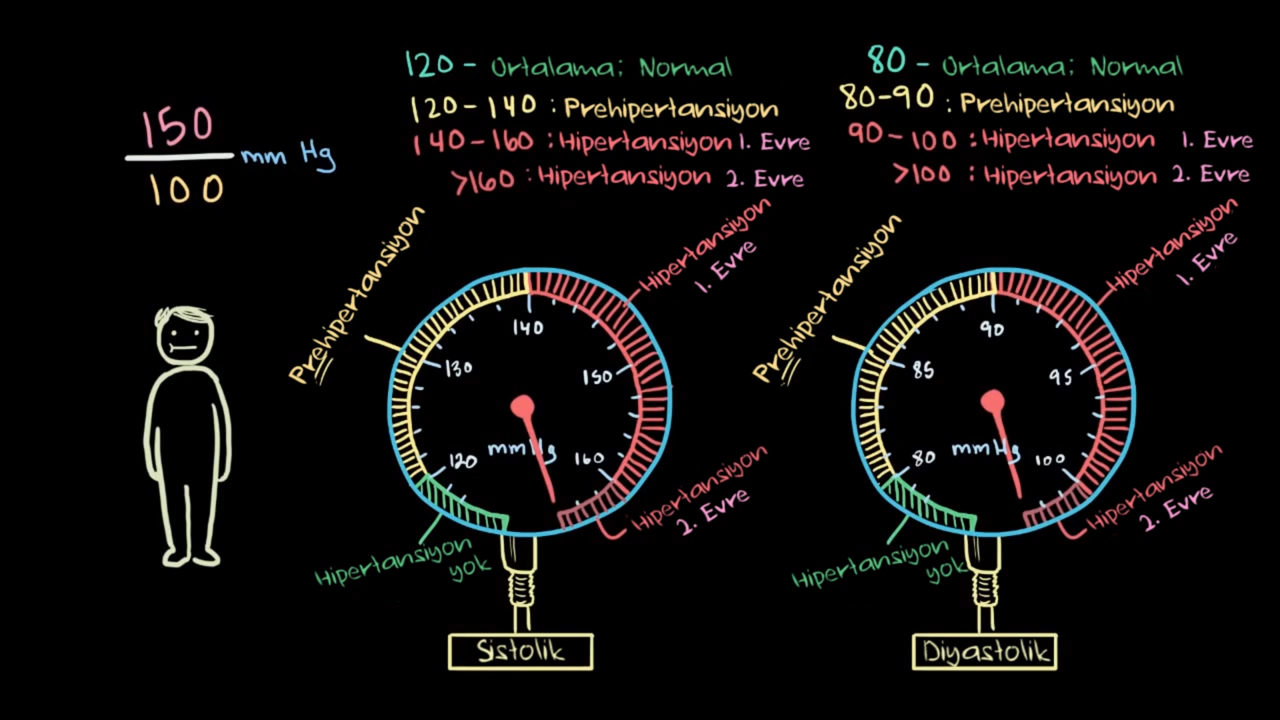 150
mm Hg
100
120 - Ortalama; Normal
120-140 : Prehipertansiyon
140-160 : Hipertansiyon 1. Evre
>160 : Hipertansiyon 2. Evre
80 - Ortalama; Normal
80-90 : Prehipertansiyon
90-100 : Hipertansiyon 1. Evre
>100 : Hipertansiyon 2. Evre
Prehipertansiyon
Hipertansiyon
1. Evre
140
130
150
120
mmHg
160
Hipertansiyon
2. Evre
Hipertansiyon
yok
Sistolik
Prehipertansiyon
Hipertansiyon
1. Evre
90
85
95
80
mmHg
100
Hipertansiyon
2. Evre
Hipertansiyon
yok
Diyastolik